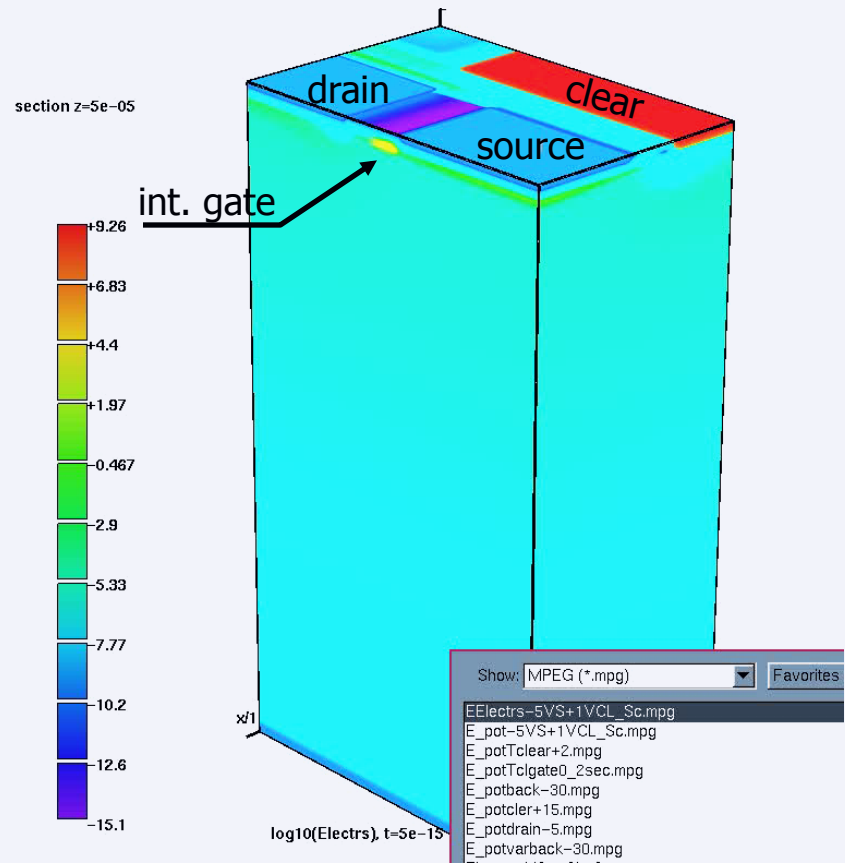 section z=5e-05
drain
clear
source
int. gate
+9.26
+6.83
+4.4
+1.97
-0.467
-2.9
-5.33
-7.77
-10.2
-12.6
-15.1
x/1
log10(Electrs), t=5e-15
Show: MPEG (*.mpg) Favorites
EElectrs-5VS+1VCL_Sc.mpg
E_pot-5VS+1VCL_Sc.mpg
E_potTclear+2.mpg
E_potTclgate0_2sec.mpg
E_potback-30.mpg
E_potcler+15.mpg
E_potdrain-5.mpg
E_potvarback-30.mpg